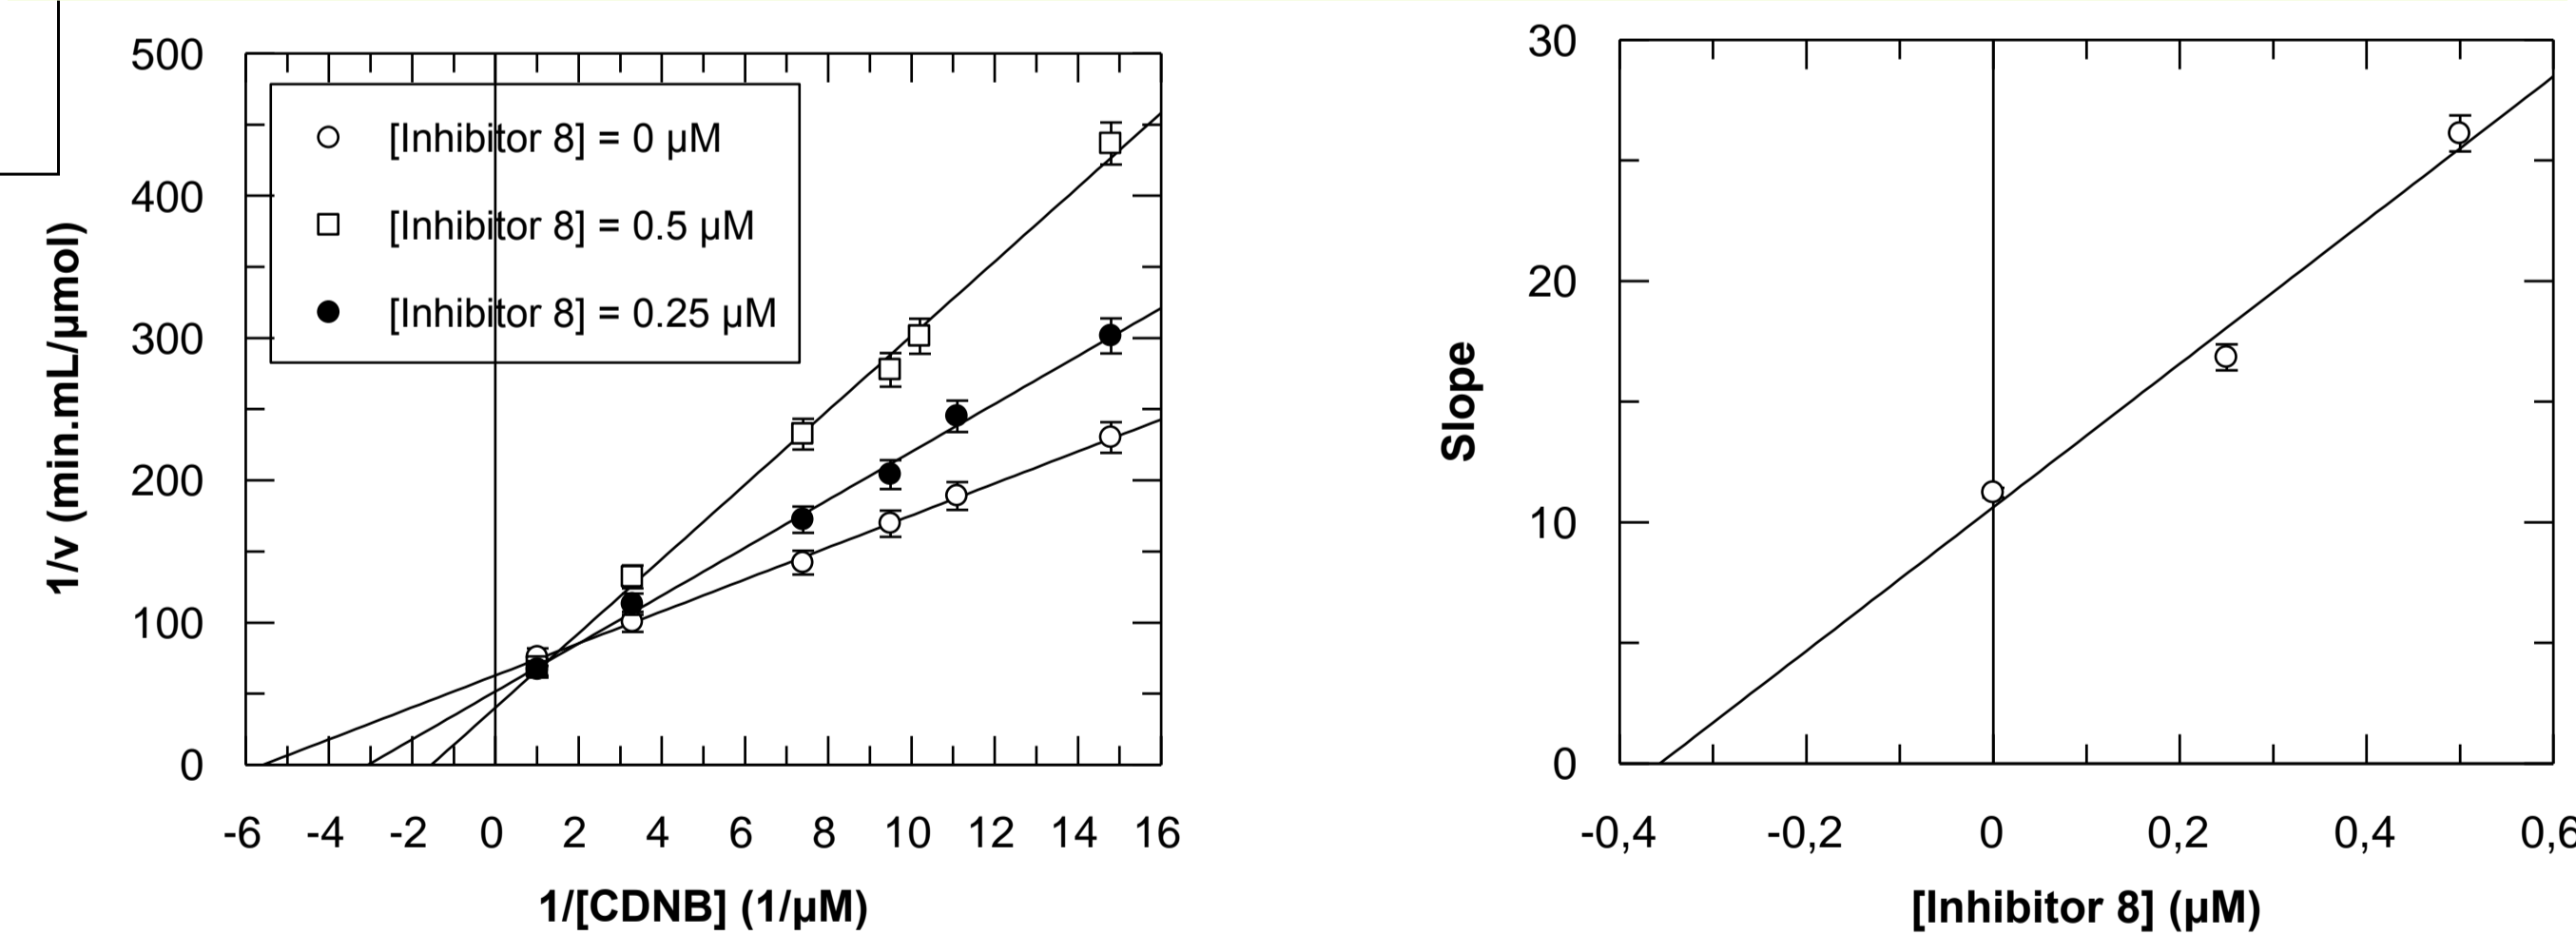 500
400
300
200
100
0
1/v (min.mL/µmol)
[Inhibitor 8] = 0 µM
[Inhibitor 8] = 0.5 µM
[Inhibitor 8] = 0.25 µM
-6 -4 -2 0 2 4 6 8 10 12 14 16
1/[CDNB] (1/µM)
30
20
10
0
Slope
-0,4 -0,2 0 0,2 0,4 0,6
[Inhibitor 8] (µM)